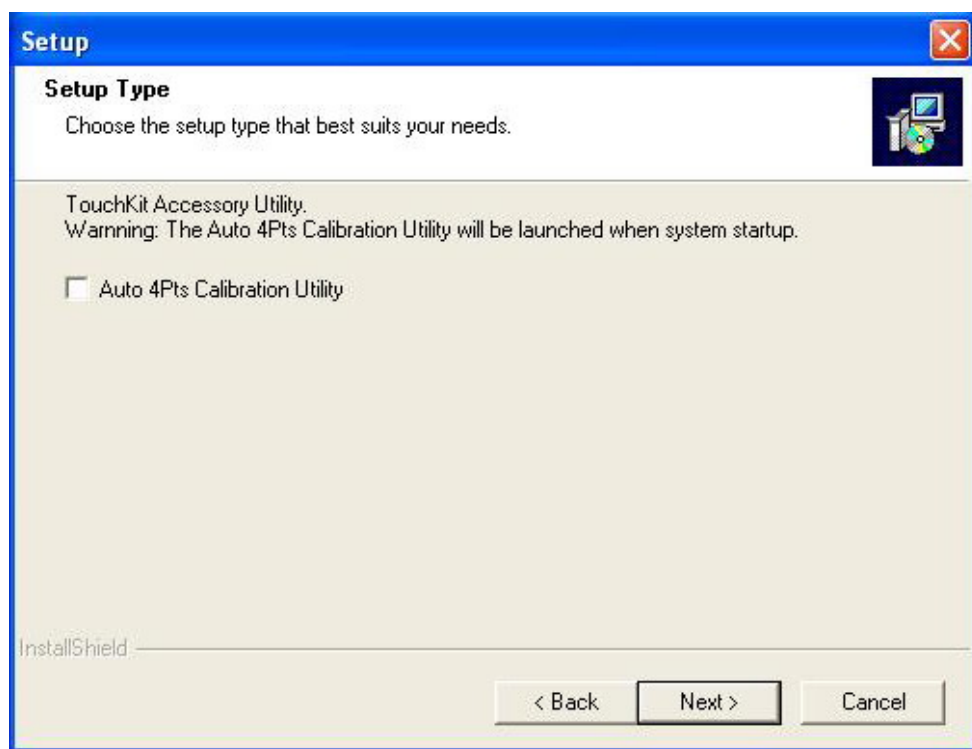 Setup
Setup Type
Choose the setup type that best suits your needs.
TouchKit Accessory Utility.
Warnning: The Auto 4Pts Calibration Utility will be launched when system startup.
Auto 4Pts Calibration Utility
InstallShield
< Back Next > Cancel